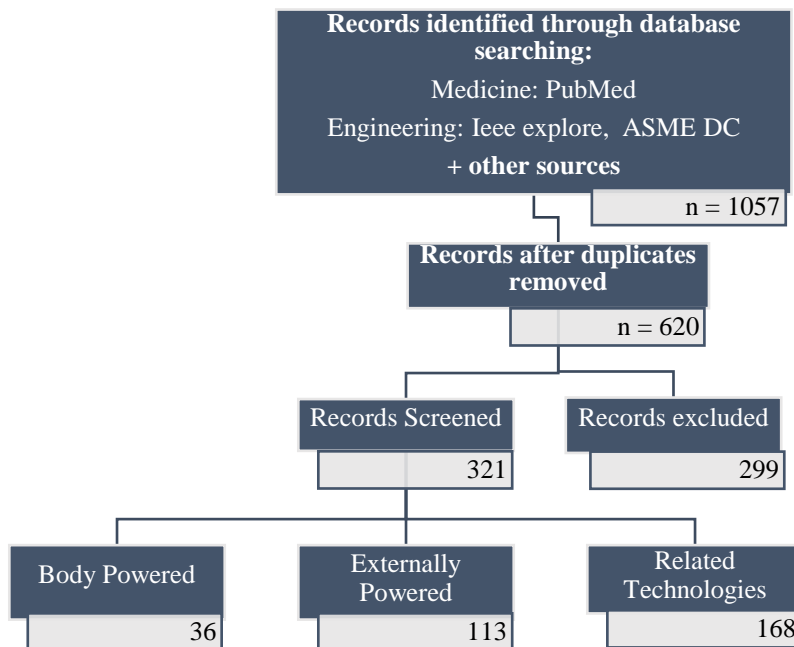 Records identified through database
searching:
Medicine: PubMed
Engineering: Ieee explore, ASME DC
+ other sources
n = 1057
Records after duplicates
removed
n = 620
Records Screened
321
Records excluded
299
Body Powered
36
Externally
Powered
113
Related
Technologies
168